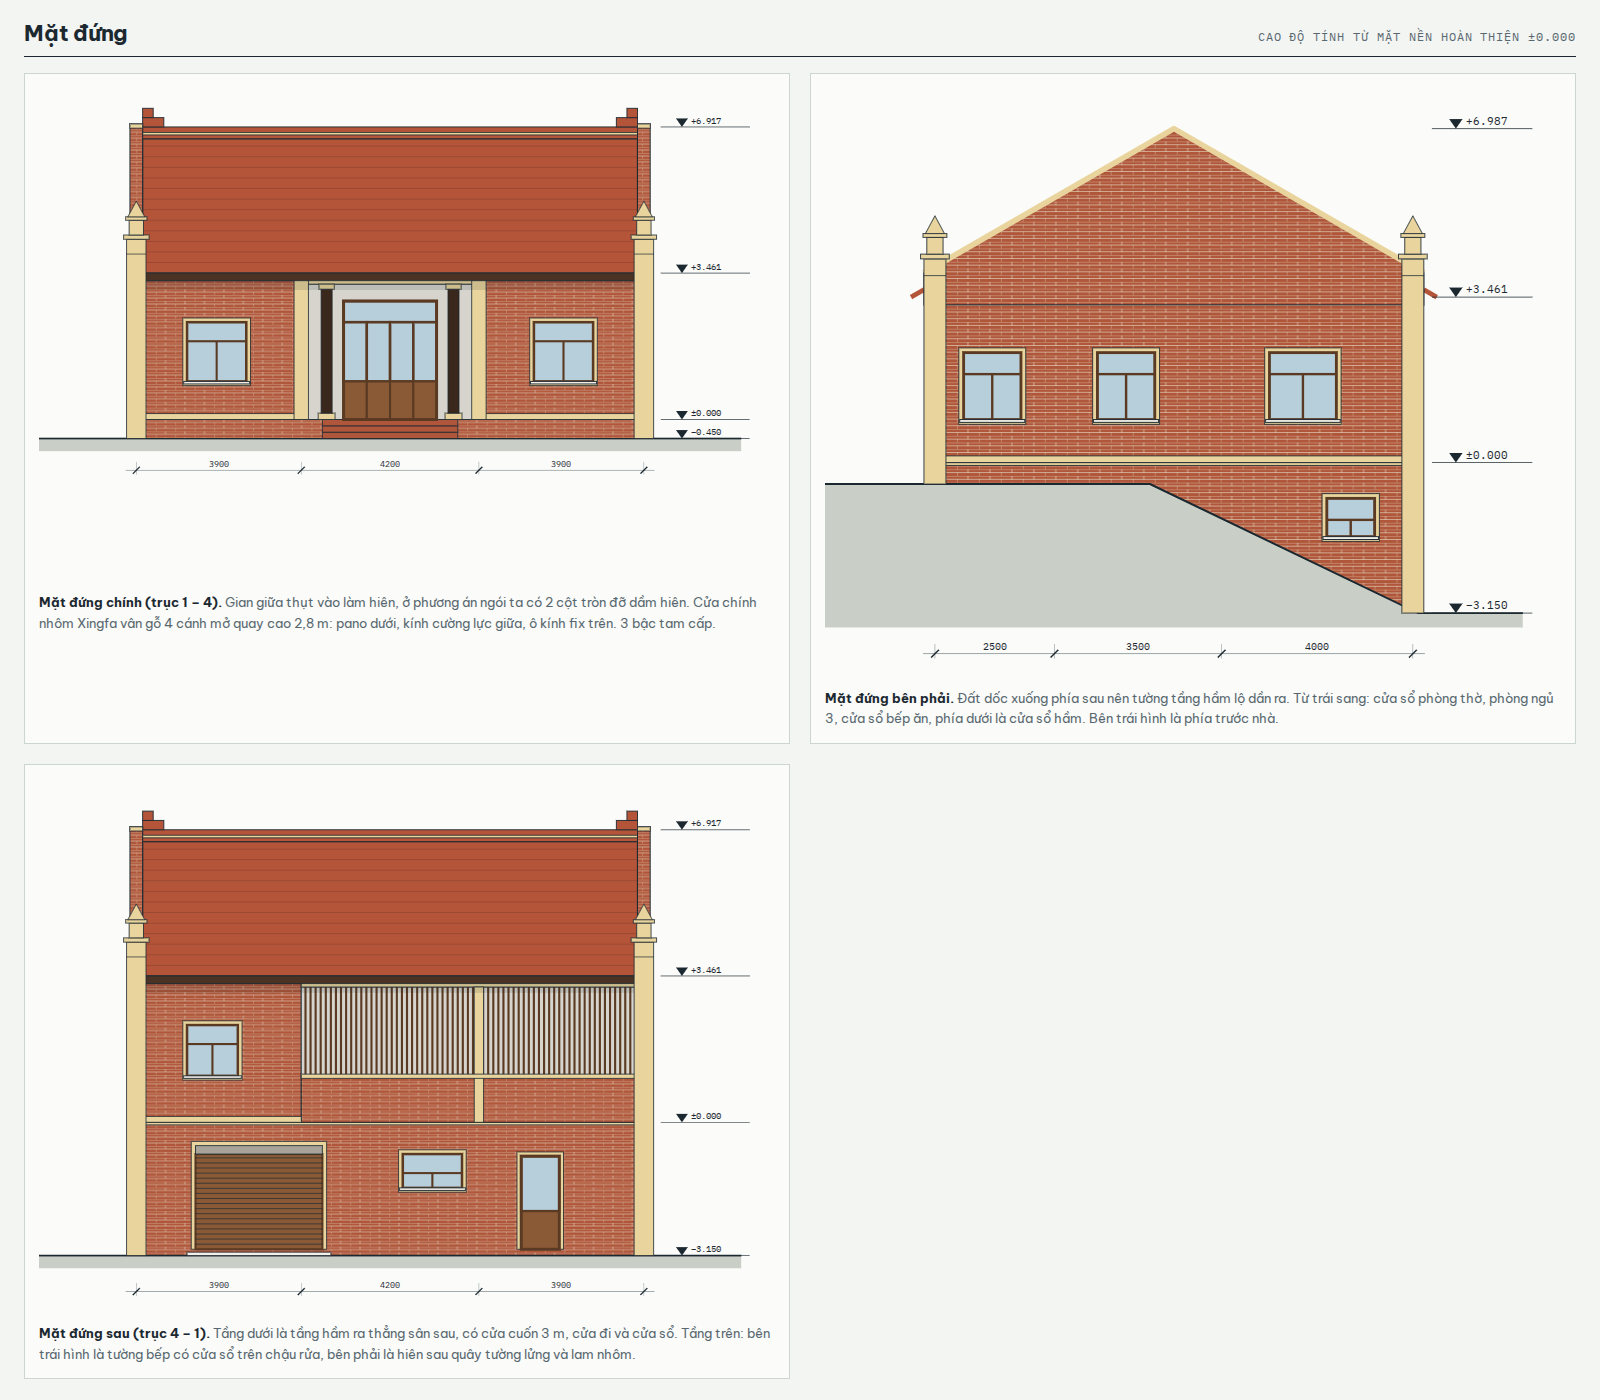 Mặt đứng
CAO ĐỘ TÍNH TỪ MẶT NỀN HOÀN THIỆN ±0.000
+6.917
+3.461
±0.000
−0.450
3900
4200
3900
Mặt đứng chính (trục 1 – 4). Gian giữa thụt vào làm hiên, ở phương án ngói ta có 2 cột tròn đỡ dầm hiên. Cửa chính
nhôm Xingfa vân gỗ 4 cánh mở quay cao 2,8 m: pano dưới, kính cường lực giữa, ô kính fix trên. 3 bậc tam cấp.
+6.987
+3.461
±0.000
−3.150
2500
3500
4000
Mặt đứng bên phải. Đất dốc xuống phía sau nên tường tầng hầm lộ dần ra. Từ trái sang: cửa sổ phòng thờ, phòng ngủ
3, cửa sổ bếp ăn, phía dưới là cửa sổ hầm. Bên trái hình là phía trước nhà.
+6.917
+3.461
±0.000
−3.150
3900
4200
3900
Mặt đứng sau (trục 4 – 1). Tầng dưới là tầng hầm ra thẳng sân sau, có cửa cuốn 3 m, cửa đi và cửa sổ. Tầng trên: bên
trái hình là tường bếp có cửa sổ trên chậu rửa, bên phải là hiên sau quây tường lửng và lam nhôm.